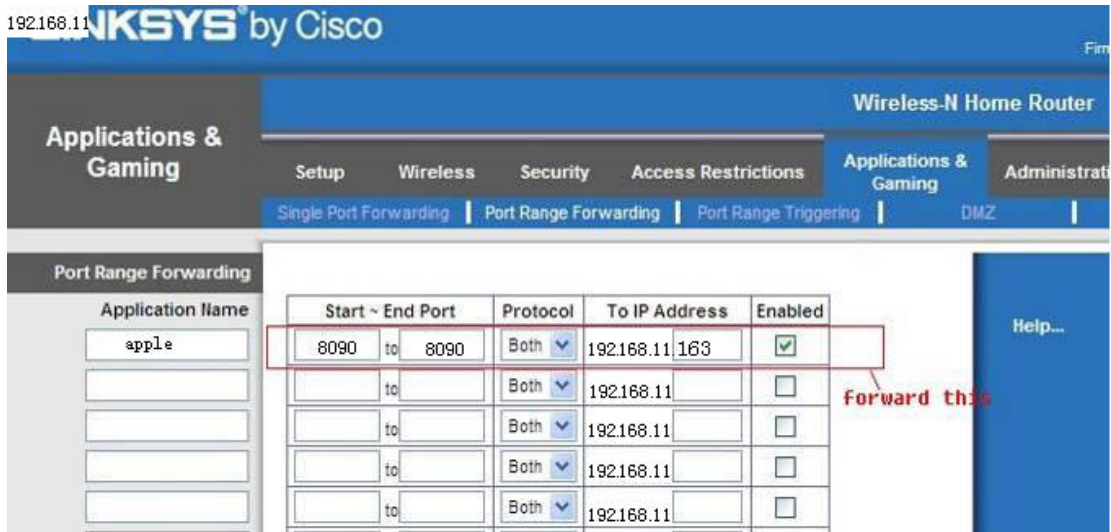 192.168.11
LINKSYS® by Cisco
Wireless-N Home Router
Applications &
Gaming
Setup Wireless Security Access Restrictions Applications & Gaming
Single Port Forwarding Port Range Forwarding Port Range Triggering DMZ
Port Range Forwarding
Application Name Start ~ End Port Protocol To IP Address Enabled
Help...
apple 8090 to 8090 Both 192.168.11.163
to Both 192.168.11
forward this
to Both 192.168.11
to Both 192.168.11
to Both 192.168.11